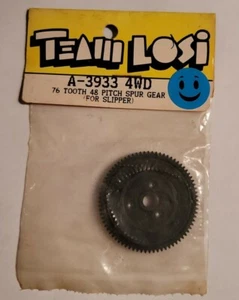 TEAM LOSI
A-3933 4WD
76 TOOTH 48 PITCH SPUR GEAR
(FOR SLIPPER)